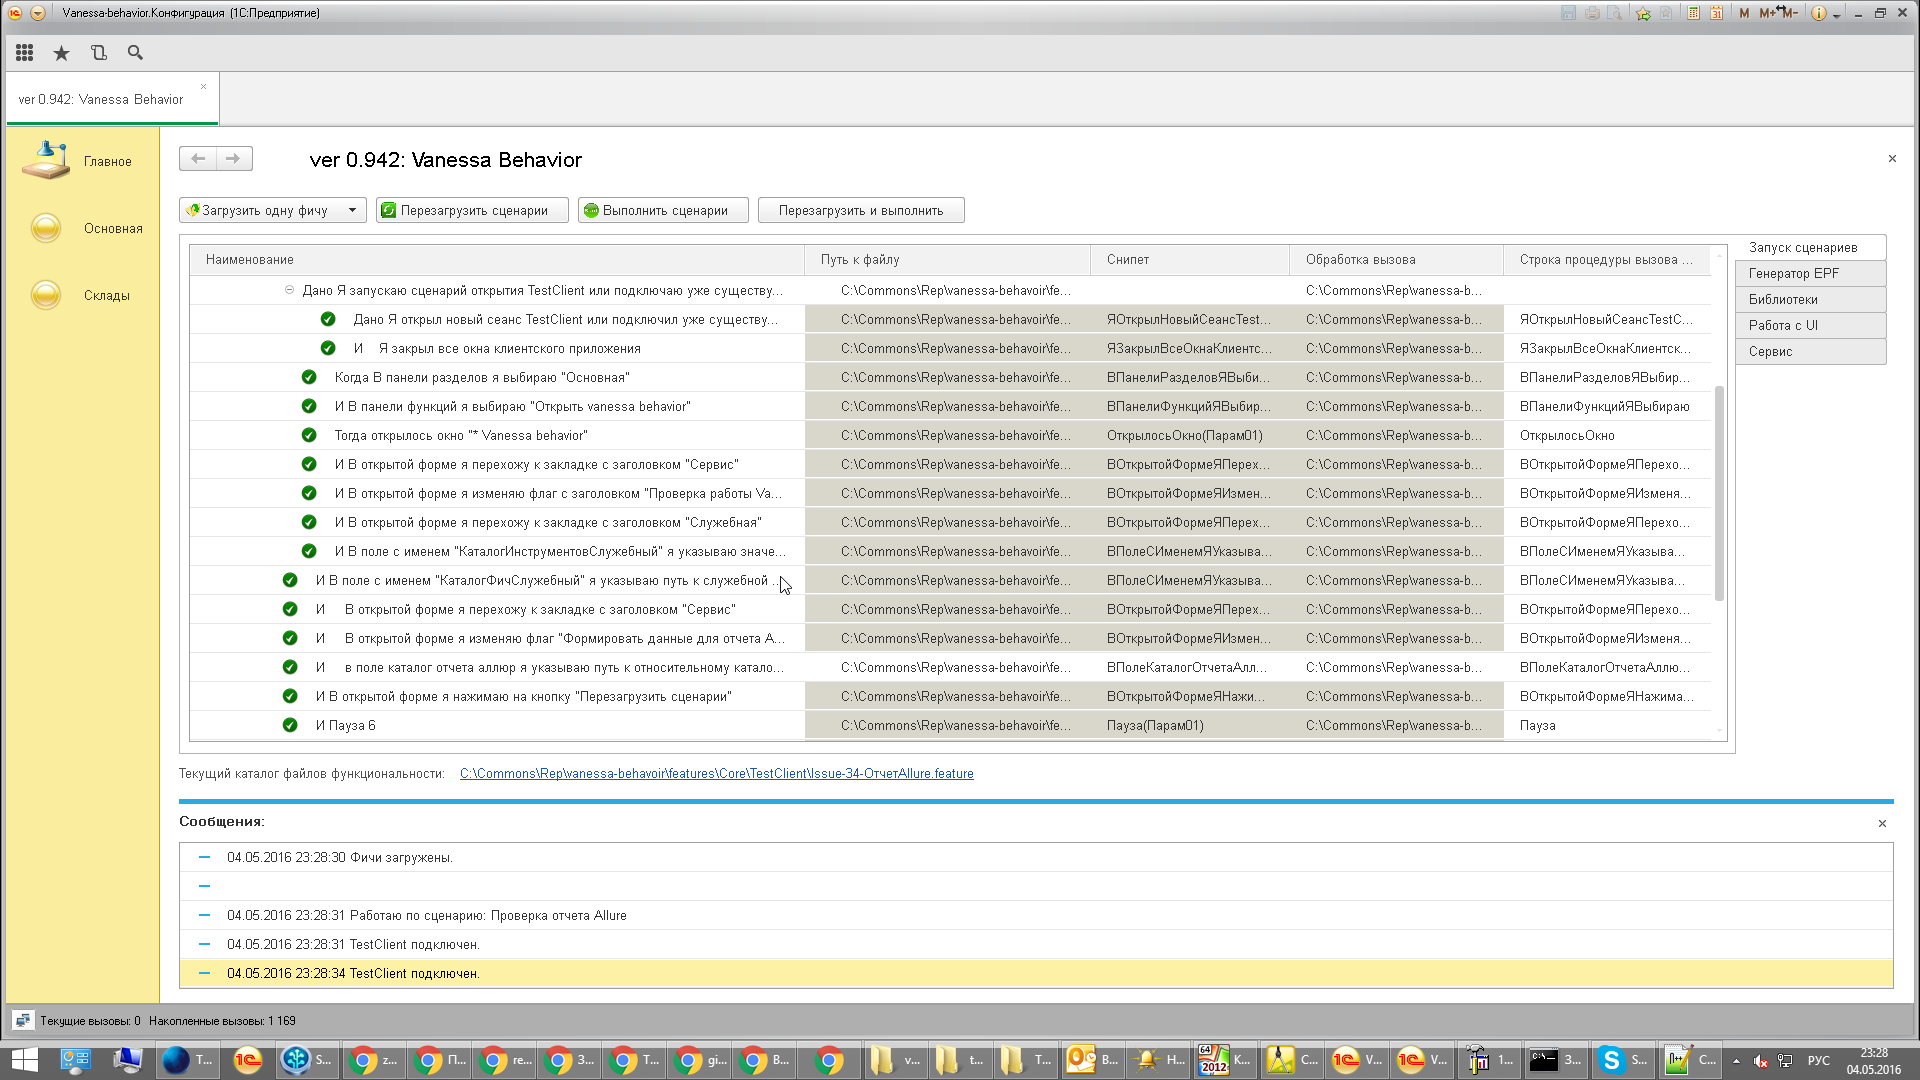 Vanessa-behavior.Конфигурация (1С:Предприятие)
M M+ M-
ver 0.942: Vanessa Behavior
Главное
Основная
Склады
ver 0.942: Vanessa Behavior
Загрузить одну фичу
Перезагрузить сценарии
Выполнить сценарии
Перезагрузить и выполнить
Наименование Путь к файлу Снипет Обработка вызова Строка процедуры вызова ...
Дано Я запускаю сценарий открытия TestClient или подключаю уже существу... C:\Commons\Rep\vanessa-behavoir\fe... C:\Commons\Rep\vanessa-b...
Дано Я открыл новый сеанс TestClient или подключил уже существу... C:\Commons\Rep\vanessa-behavoir\fe... ЯОткрылНовыйСеансTest... C:\Commons\Rep\vanessa-b... ЯОткрылНовыйСеансTestC...
И Я закрыл все окна клиентского приложения C:\Commons\Rep\vanessa-behavoir\fe... ЯЗакрылВсеОкнаКлиентс... C:\Commons\Rep\vanessa-b... ЯЗакрылВсеОкнаКлиентск...
Когда В панели разделов я выбираю "Основная" C:\Commons\Rep\vanessa-behavoir\fe... ВПанелиРазделовЯВыби... C:\Commons\Rep\vanessa-b... ВПанелиРазделовЯВыбир...
И В панели функций я выбираю "Открыть vanessa behavior" C:\Commons\Rep\vanessa-behavoir\fe... ВПанелиФункцийЯВыбир... C:\Commons\Rep\vanessa-b... ВПанелиФункцийЯВыбираю
Тогда открылось окно "* Vanessa behavior" C:\Commons\Rep\vanessa-behavoir\fe... ОткрылосьОкно(Парам01) C:\Commons\Rep\vanessa-b... ОткрылосьОкно
И В открытой форме я перехожу к закладке с заголовком "Сервис" C:\Commons\Rep\vanessa-behavoir\fe... ВОткрытойФормеЯПерех... C:\Commons\Rep\vanessa-b... ВОткрытойФормеЯПерехо...
И В открытой форме я изменяю флаг с заголовком "Проверка работы Va... C:\Commons\Rep\vanessa-behavoir\fe... ВОткрытойФормеЯИзмен... C:\Commons\Rep\vanessa-b... ВОткрытойФормеЯИзменя...
И В открытой форме я перехожу к закладке с заголовком "Служебная" C:\Commons\Rep\vanessa-behavoir\fe... ВОткрытойФормеЯПерех... C:\Commons\Rep\vanessa-b... ВОткрытойФормеЯПерехо...
И В поле с именем "КаталогИнструментовСлужебный" я указываю значе... C:\Commons\Rep\vanessa-behavoir\fe... ВПолеСИменемЯУказыва... C:\Commons\Rep\vanessa-b... ВПолеСИменемЯУказыва...
И В поле с именем "КаталогФичСлужебный" я указываю путь к служебной ... C:\Commons\Rep\vanessa-behavoir\fe... ВПолеСИменемЯУказыва... C:\Commons\Rep\vanessa-b... ВПолеСИменемЯУказыва...
И В открытой форме я перехожу к закладке с заголовком "Сервис" C:\Commons\Rep\vanessa-behavoir\fe... ВОткрытойФормеЯПерех... C:\Commons\Rep\vanessa-b... ВОткрытойФормеЯПерехо...
И В открытой форме я изменяю флаг "Формировать данные для отчета A... C:\Commons\Rep\vanessa-behavoir\fe... ВОткрытойФормеЯИзмен... C:\Commons\Rep\vanessa-b... ВОткрытойФормеЯИзменя...
И в поле каталог отчета аллюр я указываю путь к относительному катало... C:\Commons\Rep\vanessa-behavoir\fe... ВПолеКаталогОтчетаАлл... C:\Commons\Rep\vanessa-b... ВПолеКаталогОтчетаАллю...
И В открытой форме я нажимаю на кнопку "Перезагрузить сценарии" C:\Commons\Rep\vanessa-behavoir\fe... ВОткрытойФормеЯНажи... C:\Commons\Rep\vanessa-b... ВОткрытойФормеЯНажима...
И Пауза 6 C:\Commons\Rep\vanessa-behavoir\fe... Пауза(Парам01) C:\Commons\Rep\vanessa-b... Пауза
Запуск сценариев
Генератор EPF
Библиотеки
Работа с UI
Сервис
Текущий каталог файлов функциональности: C:\Commons\Rep\vanessa-behavoir\features\Core\TestClient\Issue-34-ОтчетAllure.feature
Сообщения:
04.05.2016 23:28:30 Фичи загружены.
04.05.2016 23:28:31 Работаю по сценарию: Проверка отчета Allure
04.05.2016 23:28:31 TestClient подключен.
04.05.2016 23:28:34 TestClient подключен.
Текущие вызовы: 0 Накопленные вызовы: 1 169
T... S... z... П... re... З... T... gi... B... v... t... T... B... Н... K... C... V... V... 1... З... S... C... РУС 23:28
04.05.2016